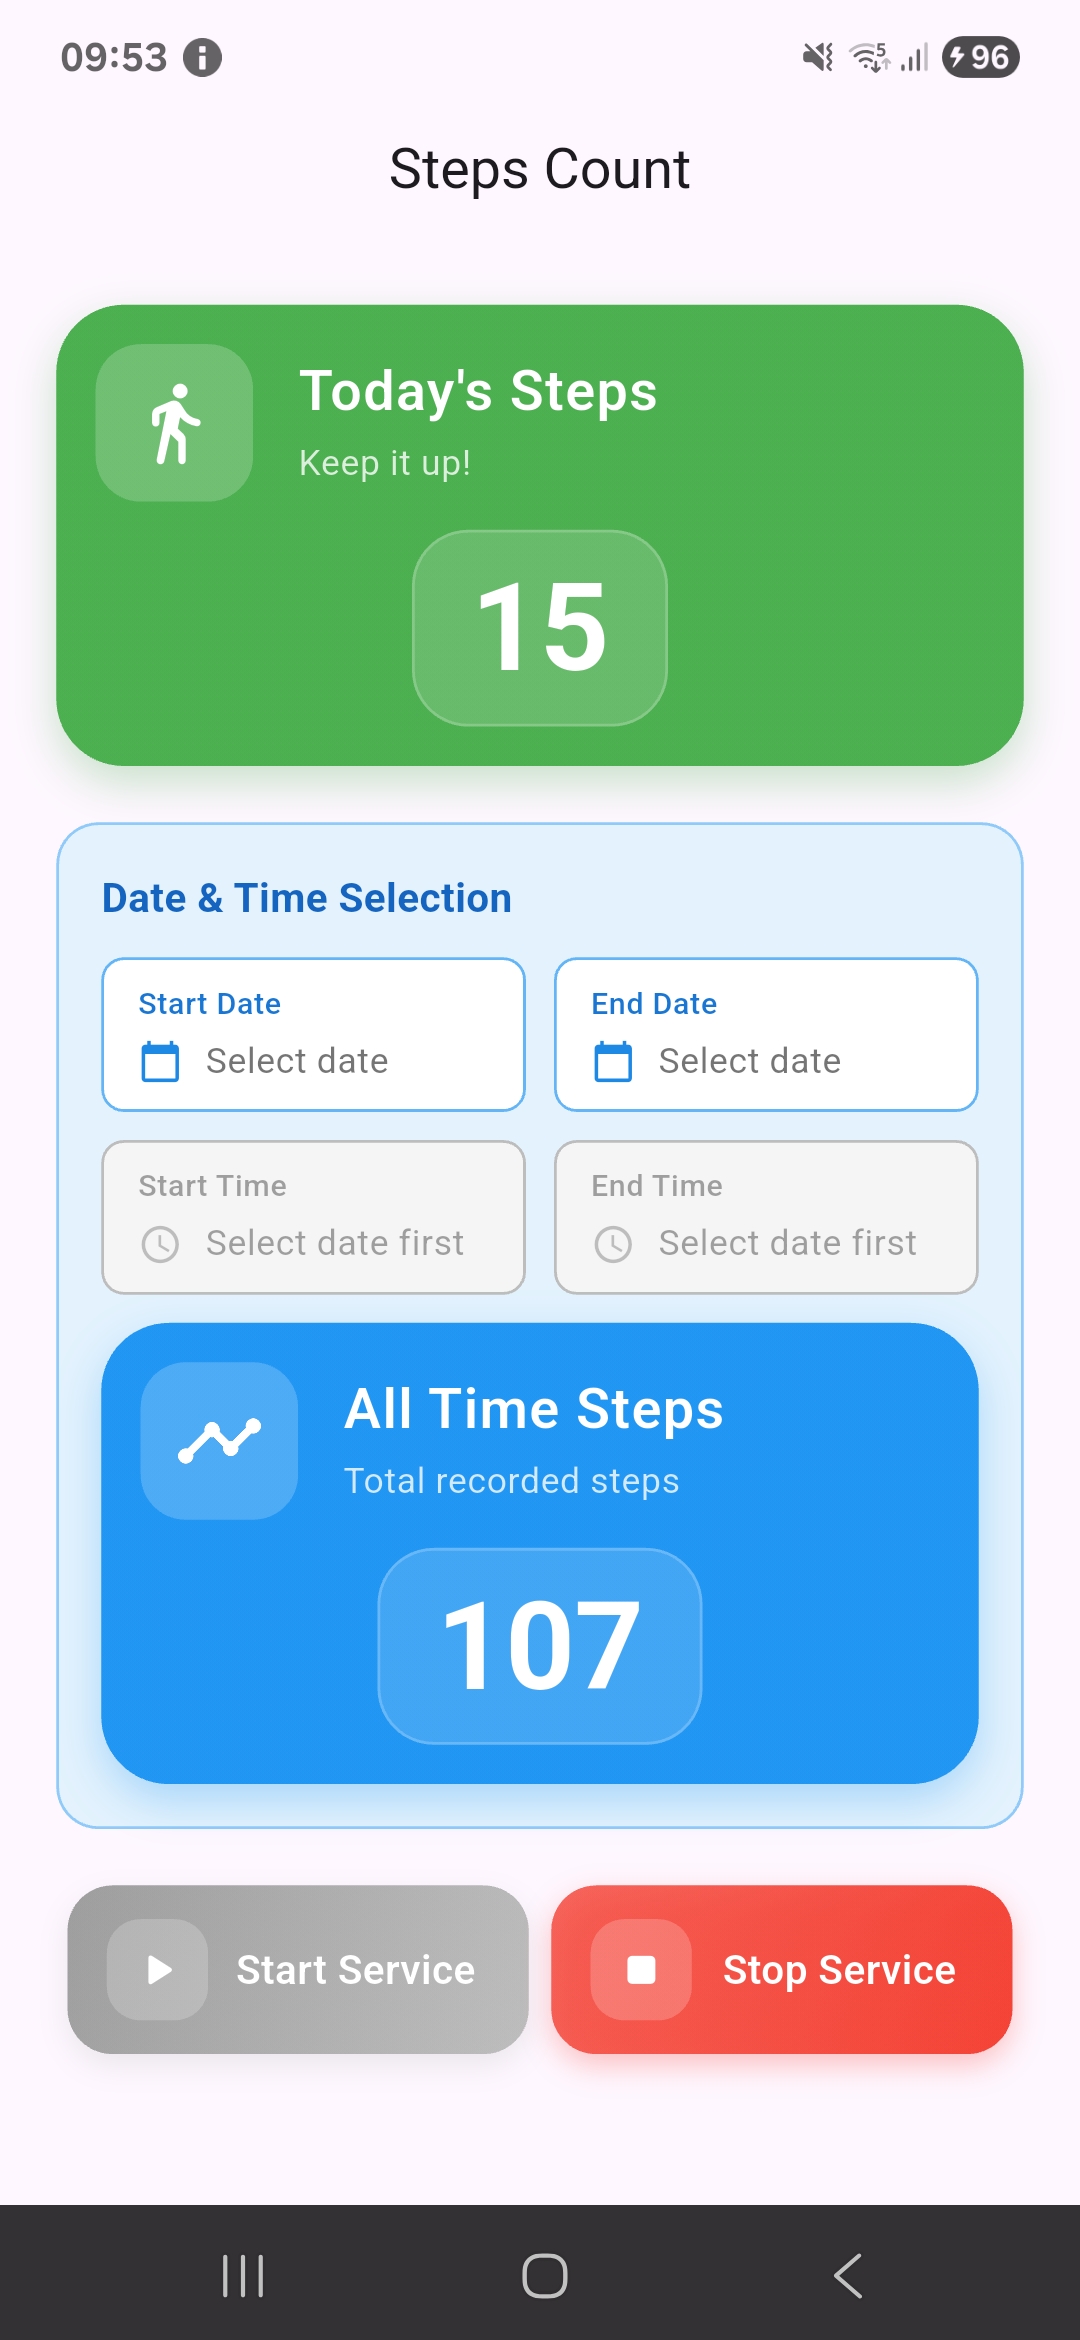 09:53
5
96
Steps Count
Today's Steps
Keep it up!
15
Date & Time Selection
Start Date
End Date
Select date
Select date
Start Time
End Time
Select date first
Select date first
All Time Steps
Total recorded steps
107
Start Service
Stop Service